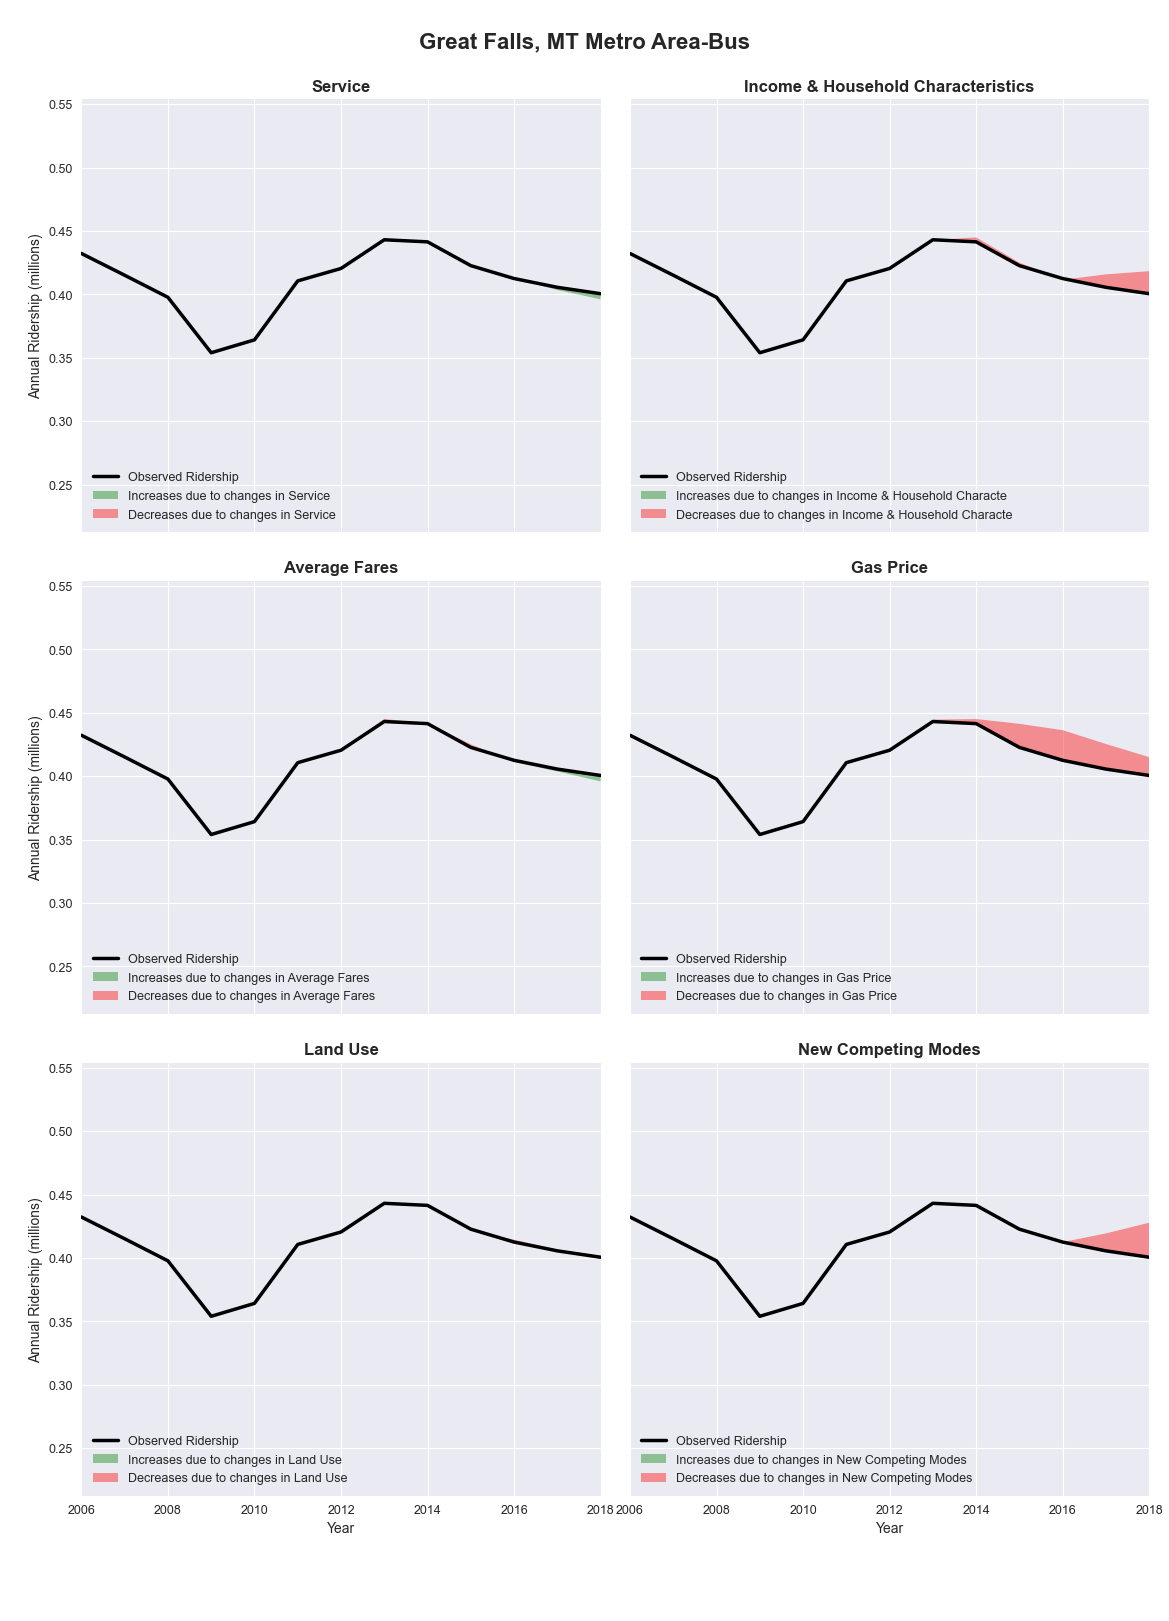 Great Falls, MT Metro Area-Bus
Service
Income & Household Characteristics
0.55
0.50
0.45
0.40
0.35
0.30
0.25
Annual Ridership (millions)
Observed Ridership
Increases due to changes in Service
Decreases due to changes in Service
Observed Ridership
Increases due to changes in Income & Household Characte
Decreases due to changes in Income & Household Characte
Average Fares
Gas Price
0.55
0.50
0.45
0.40
0.35
0.30
0.25
Annual Ridership (millions)
Observed Ridership
Increases due to changes in Average Fares
Decreases due to changes in Average Fares
Observed Ridership
Increases due to changes in Gas Price
Decreases due to changes in Gas Price
Land Use
New Competing Modes
0.55
0.50
0.45
0.40
0.35
0.30
0.25
Annual Ridership (millions)
Observed Ridership
Increases due to changes in Land Use
Decreases due to changes in Land Use
Observed Ridership
Increases due to changes in New Competing Modes
Decreases due to changes in New Competing Modes
2006 2008 2010 2012 2014 2016 2018
2006 2008 2010 2012 2014 2016 2018
Year
Year